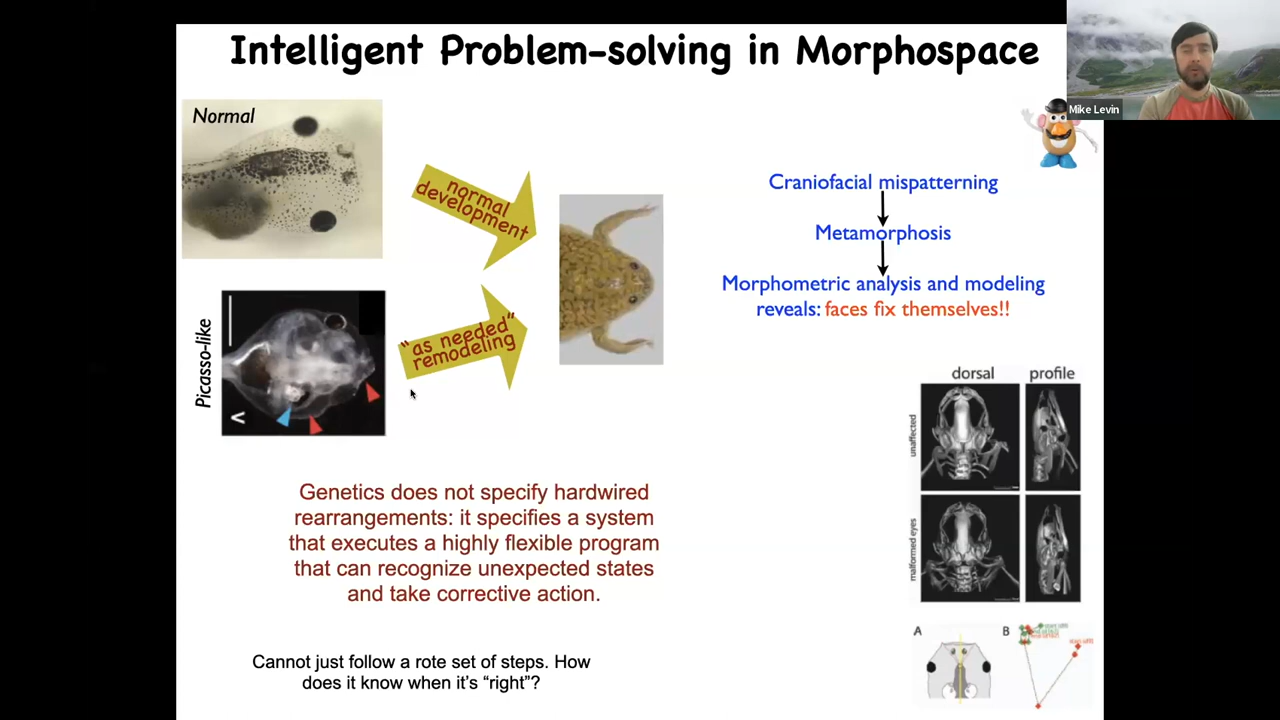 Intelligent Problem-solving in Morphospace
Mike Levin
Normal
normal
development
Picasso-like
"as needed"
remodeling
<
Craniofacial mispatterning
Metamorphosis
Morphometric analysis and modeling
reveals: faces fix themselves!!
dorsal profile
unaffected
malformed eyes
A B
Genetics does not specify hardwired
rearrangements: it specifies a system
that executes a highly flexible program
that can recognize unexpected states
and take corrective action.
Cannot just follow a rote set of steps. How
does it know when it's "right"?